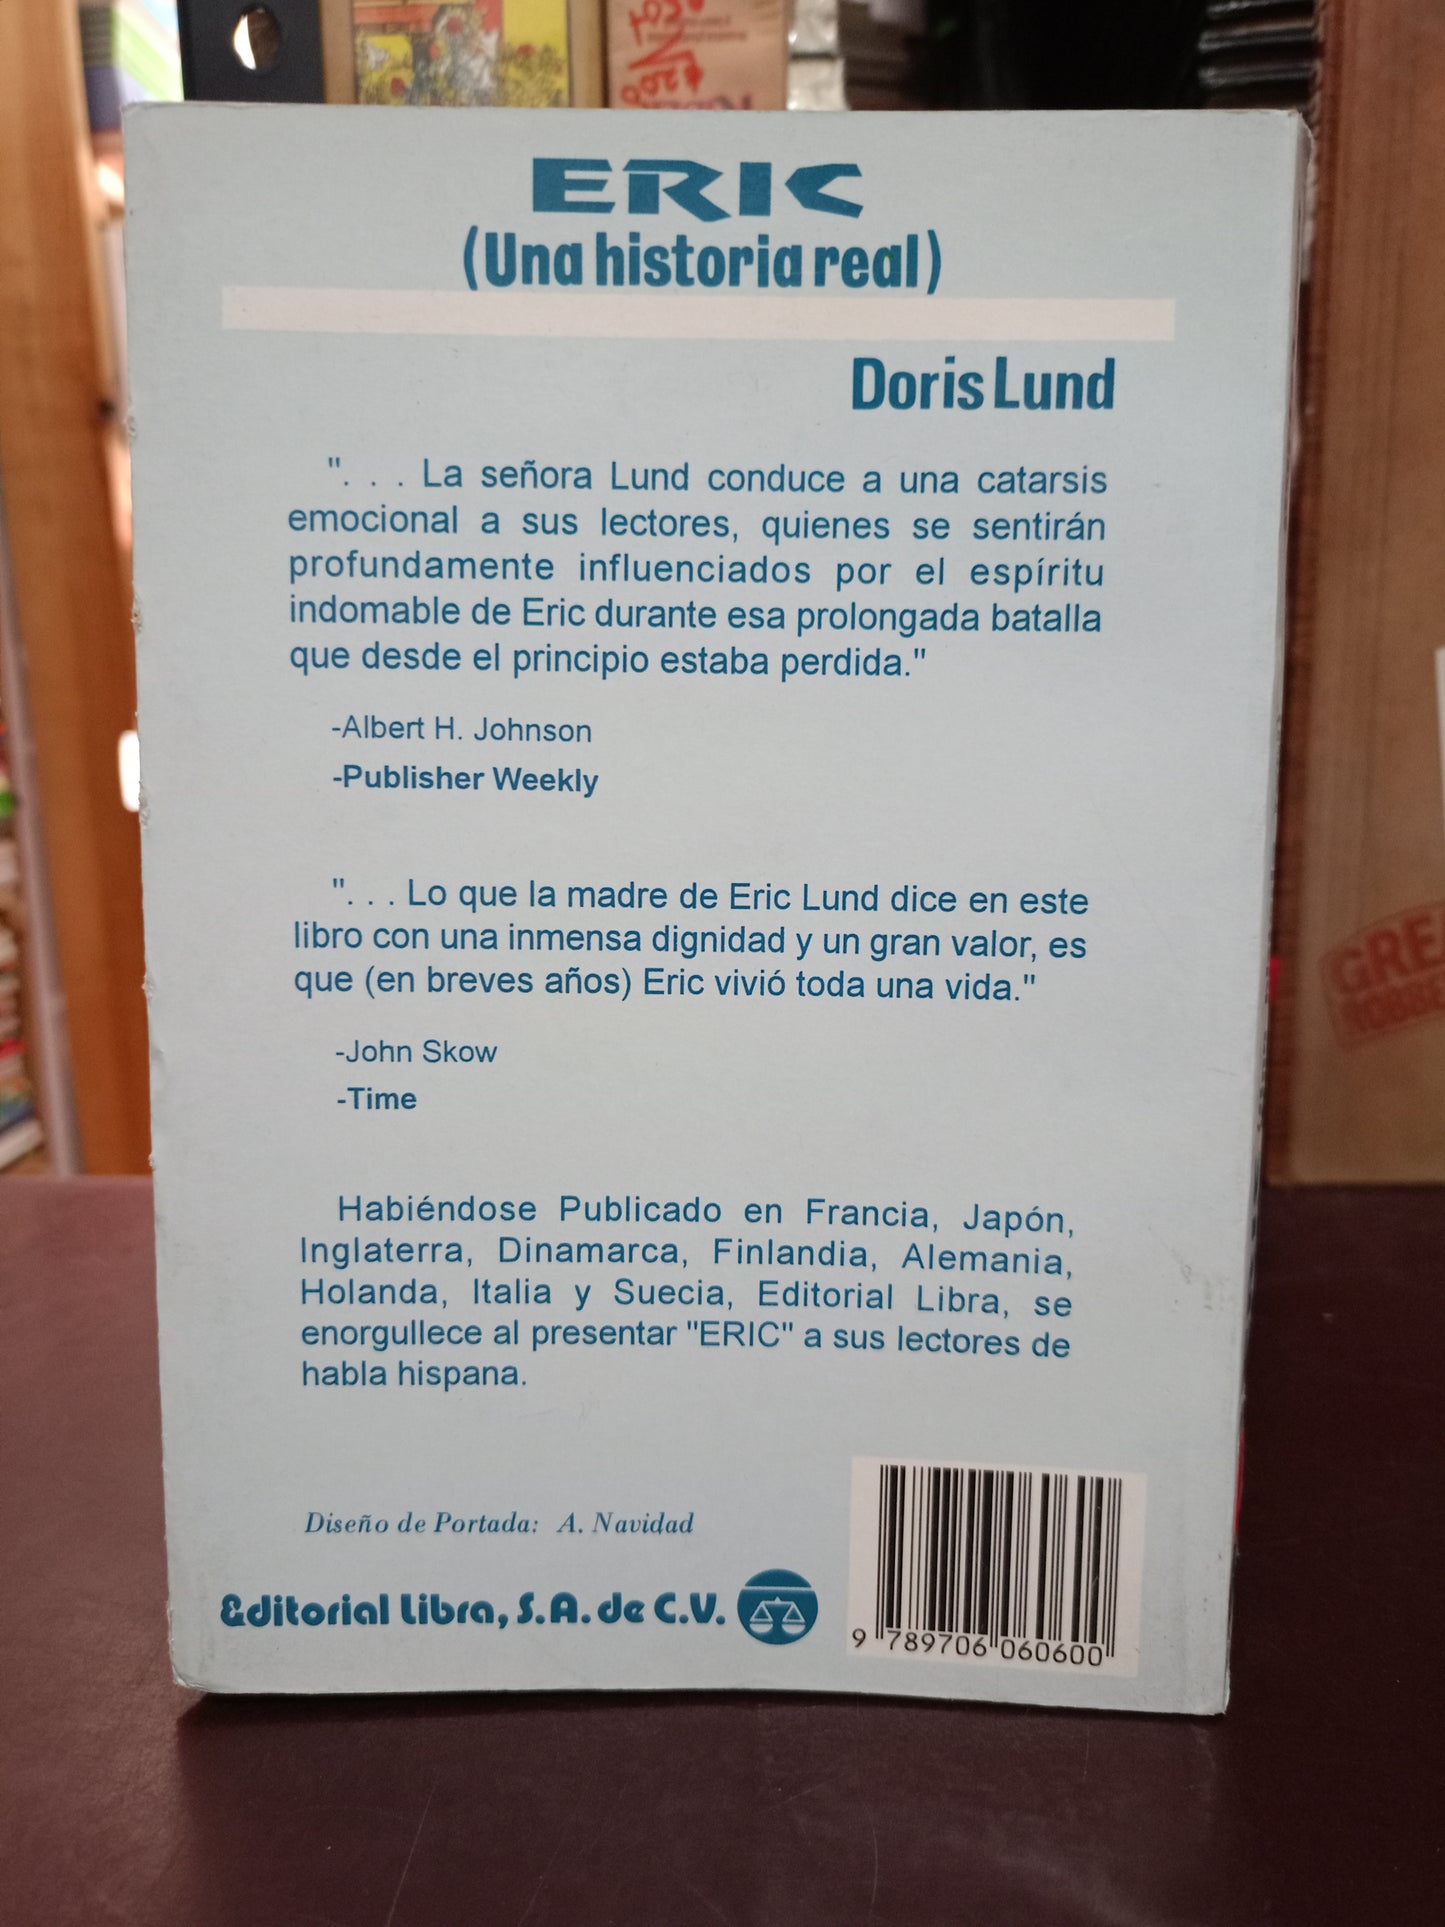 ERIC
(Una historia real)
Doris Lund
". . . La señora Lund conduce a una catarsis
emocional a sus lectores, quienes se sentirán
profundamente influenciados por el espíritu
indomable de Eric durante esa prolongada batalla
que desde el principio estaba perdida."
-Albert H. Johnson
-Publisher Weekly
". . . Lo que la madre de Eric Lund dice en este
libro con una inmensa dignidad y un gran valor, es
que (en breves años) Eric vivió toda una vida."
-John Skow
-Time
Habiéndose Publicado en Francia, Japón,
Inglaterra, Dinamarca, Finlandia, Alemania,
Holanda, Italia y Suecia, Editorial Libra, se
enorgullece al presentar "ERIC" a sus lectores de
habla hispana.
Diseño de Portada: A. Navidad
Editorial Libra, S.A. de C.V.
9 789706 060600
GREA